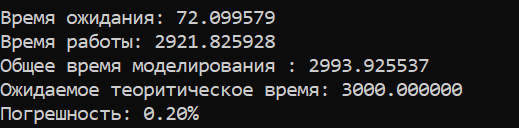 Время ожидания: 72.099579
Время работы: 2921.825928
Общее время моделирования : 2993.925537
Ожидаемое теоритическое время: 3000.000000
Погрешность: 0.20%